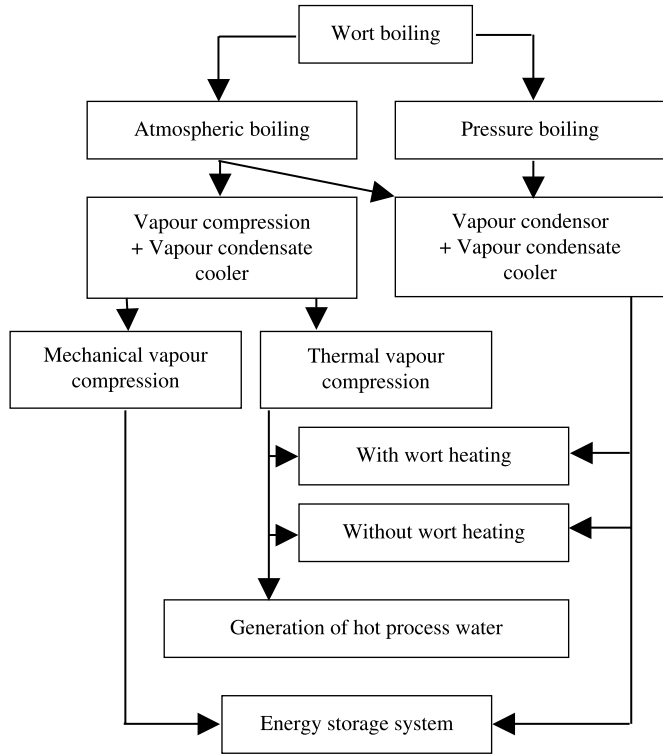 Wort boiling
Atmospheric boiling
Pressure boiling
Vapour compression
+ Vapour condensate
cooler
Vapour condensor
+ Vapour condensate
cooler
Mechanical vapour
compression
Thermal vapour
compression
With wort heating
Without wort heating
Generation of hot process water
Energy storage system